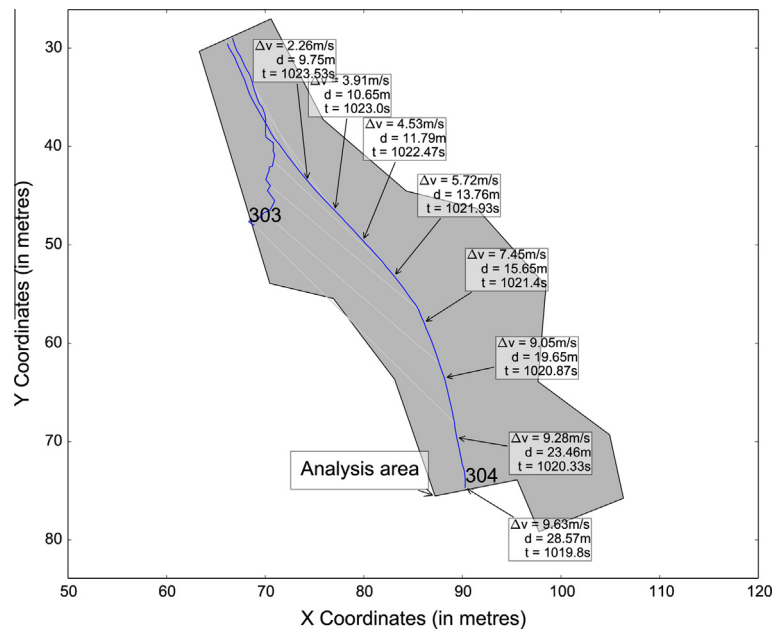 30
40
50
60
70
80
Y Coordinates (in metres)
Δv = 2.26m/s
d = 9.75m
t = 1023.53s
Δv = 3.91m/s
d = 10.65m
t = 1023.0s
Δv = 4.53m/s
d = 11.79m
t = 1022.47s
Δv = 5.72m/s
d = 13.76m
t = 1021.93s
303
Δv = 7.45m/s
d = 15.65m
t = 1021.4s
Δv = 9.05m/s
d = 19.65m
t = 1020.87s
Δv = 9.28m/s
d = 23.46m
t = 1020.33s
Analysis area
304
Δv = 9.63m/s
d = 28.57m
t = 1019.8s
50 60 70 80 90 100 110 120
X Coordinates (in metres)